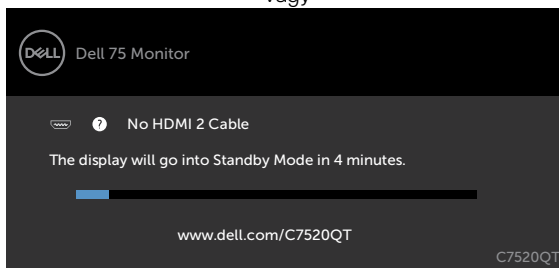 vagy
DELL
Dell 75 Monitor
? No HDMI 2 Cable
The display will go into Standby Mode in 4 minutes.
www.dell.com/C7520QT
C7520QT